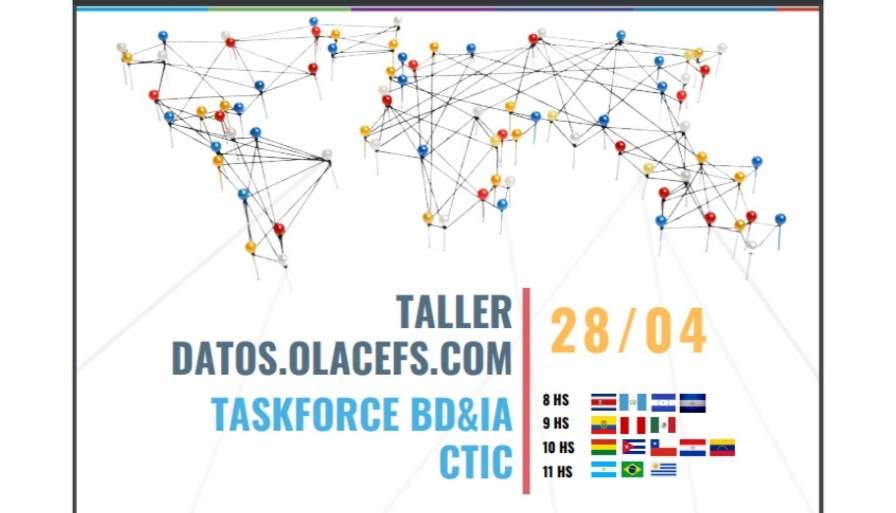 TALLER
DATOS.OLACEFS.COM
TASKFORCE BD&IA
CTIC
28/04
8 HS
9 HS
10 HS
11 HS